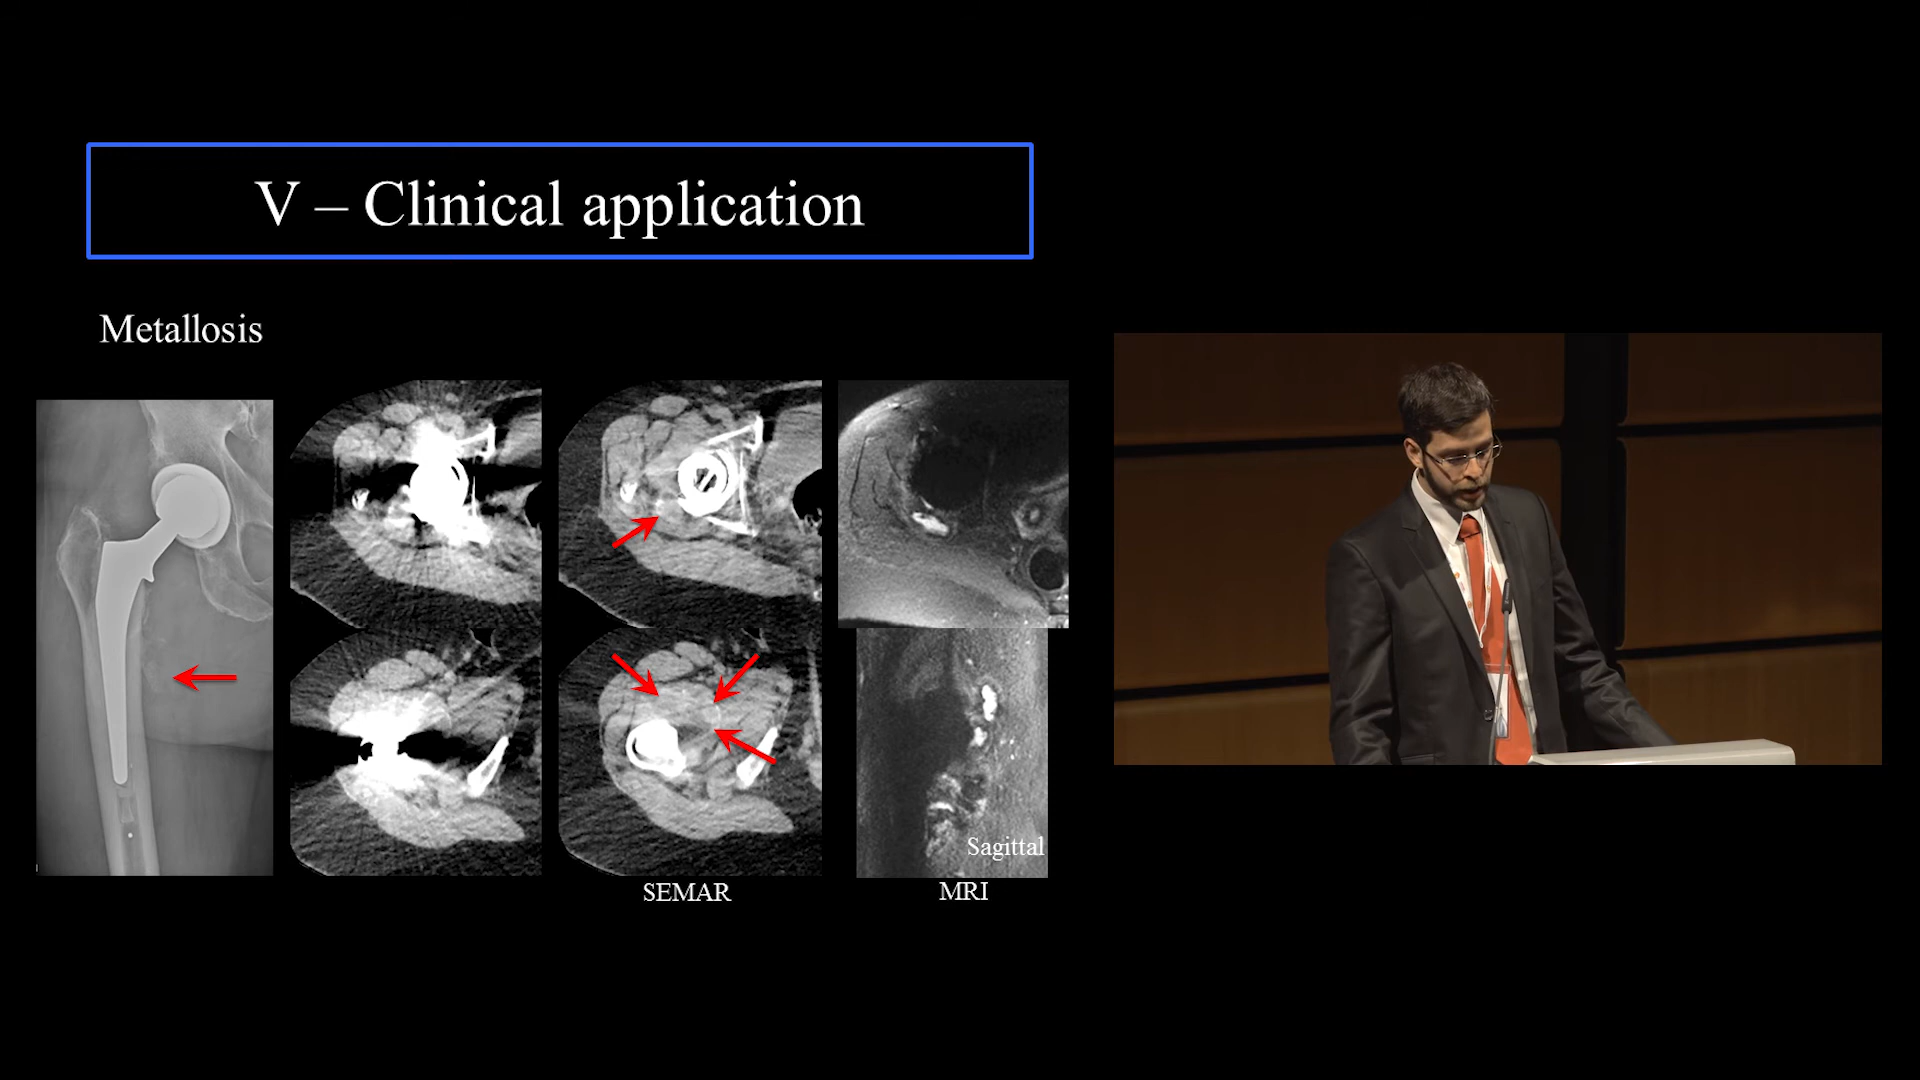 V – Clinical application
Metallosis
Sagittal
SEMAR
MRI